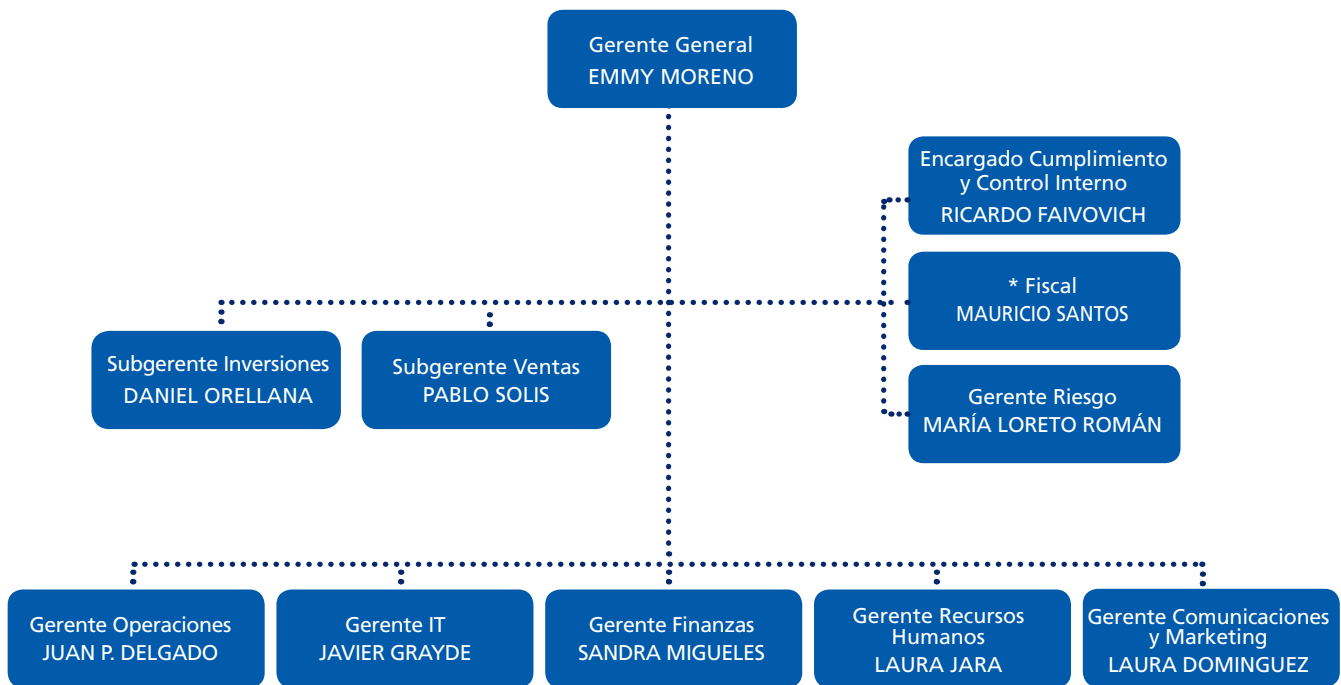 Gerente General
EMMY MORENO
Encargado Cumplimiento
y Control Interno
RICARDO FAIVOVICH
* Fiscal
MAURICIO SANTOS
Subgerente Inversiones
DANIEL ORELLANA
Subgerente Ventas
PABLO SOLIS
Gerente Riesgo
MARÍA LORETO ROMÁN
Gerente Operaciones
JUAN P. DELGADO
Gerente IT
JAVIER GRAYDE
Gerente Finanzas
SANDRA MIGUELES
Gerente Recursos
Humanos
LAURA JARA
Gerente Comunicaciones
y Marketing
LAURA DOMINGUEZ